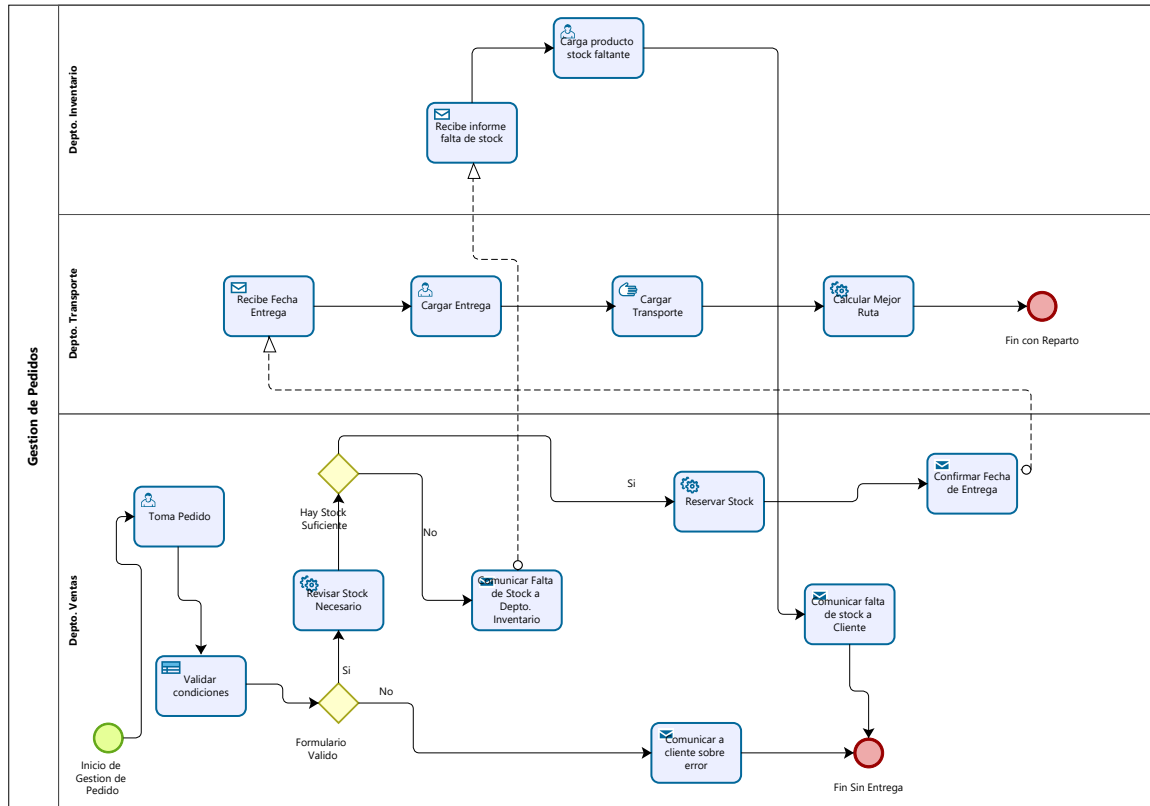 Gestion de Pedidos
Depto. Inventario
Carga producto
stock faltante
Recibe informe
falta de stock
Depto. Transporte
Recibe Fecha
Entrega
Cargar Entrega
Cargar
Transporte
Calcular Mejor
Ruta
Fin con Reparto
Depto. Ventas
Toma Pedido
Hay Stock
Suficiente
Si
Reservar Stock
Confirmar Fecha
de Entrega
No
Revisar Stock
Necesario
Comunicar Falta
de Stock a
Depto.
Inventario
Comunicar falta
de stock a
Cliente
Validar
condiciones
Si
No
Formulario
Valido
Comunicar a
cliente sobre
error
Inicio de
Gestion de
Pedido
Fin Sin Entrega